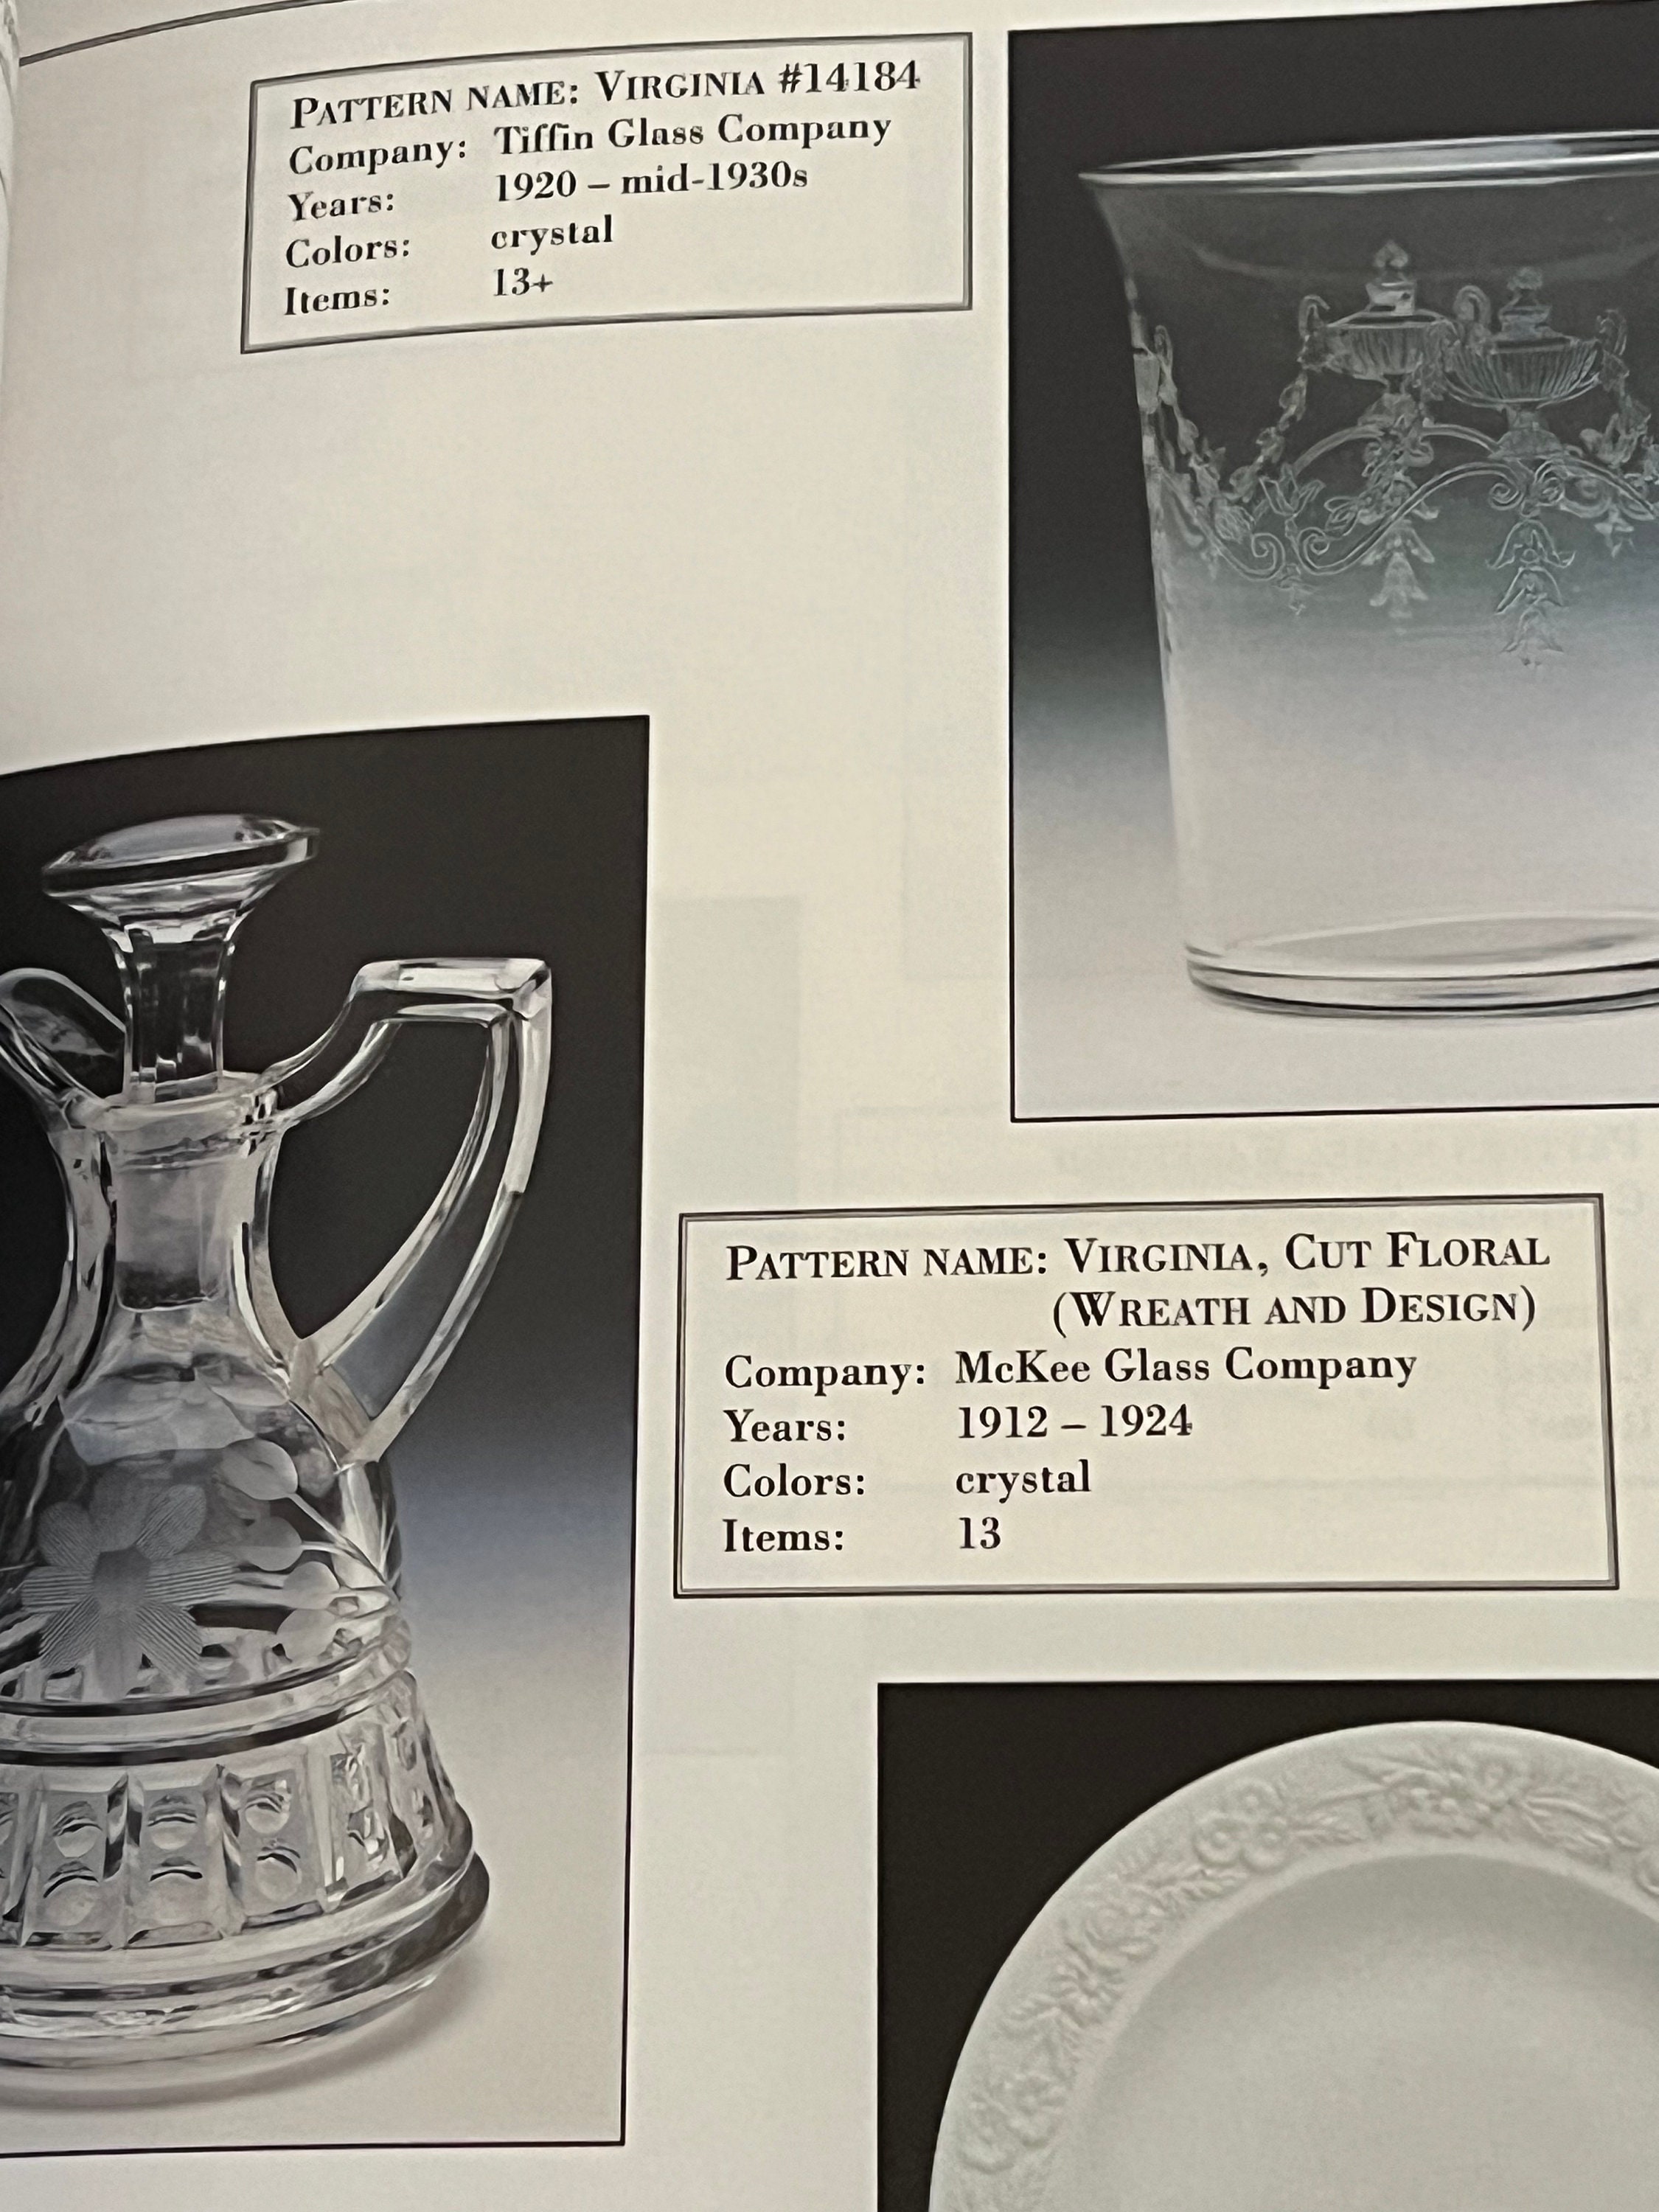 PATTERN NAME: VIRGINIA #14184
Company: Tiffin Glass Company
Years: 1920 – mid-1930s
Colors: crystal
Items: 13+
PATTERN NAME: VIRGINIA, CUT FLORAL
(WREATH AND DESIGN)
Company: McKee Glass Company
Years: 1912 – 1924
Colors: crystal
Items: 13